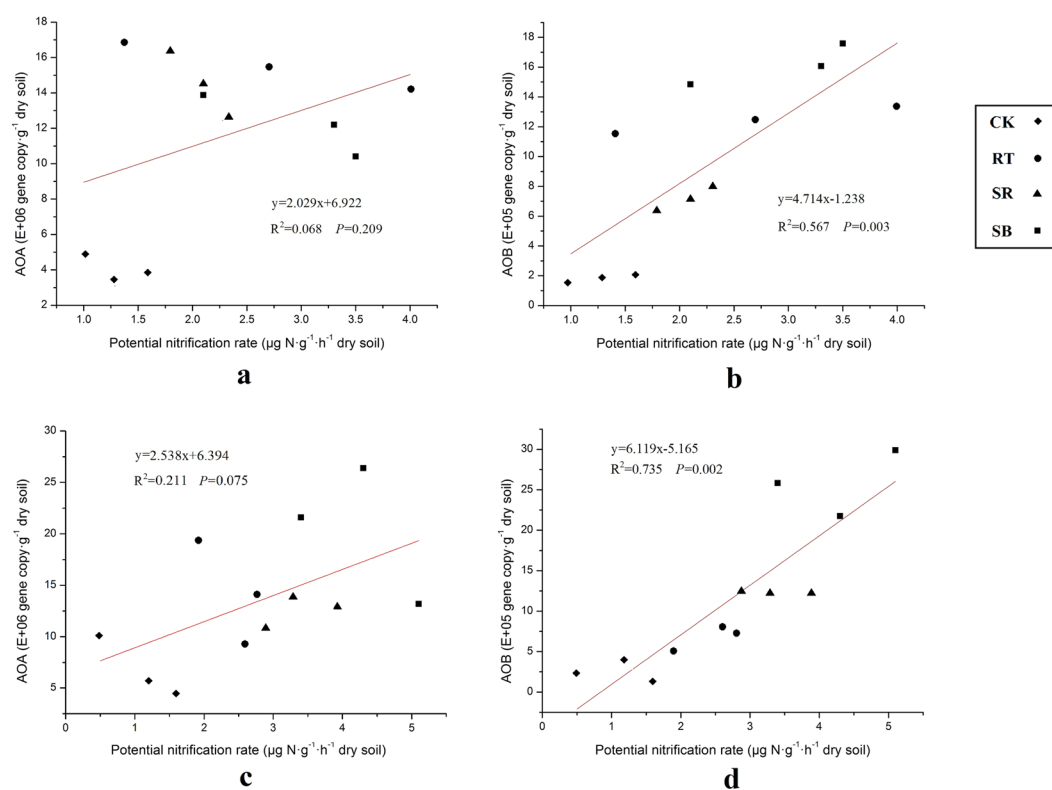 18
16
14
12
10
8
6
4
2
AOA (E+06 gene copy·g⁻¹ dry soil)
y=2.029x+6.922
R²=0.068 P=0.209
1.0 1.5 2.0 2.5 3.0 3.5 4.0
Potential nitrification rate (μg N·g⁻¹·h⁻¹ dry soil)
a
18
16
14
12
10
8
6
4
2
0
AOB (E+05 gene copy·g⁻¹ dry soil)
y=4.714x-1.238
R²=0.567 P=0.003
1.0 1.5 2.0 2.5 3.0 3.5 4.0
Potential nitrification rate (μg N·g⁻¹·h⁻¹ dry soil)
b
CK
RT
SR
SB
30
25
20
15
10
5
AOA (E+06 gene copy·g⁻¹ dry soil)
y=2.538x+6.394
R²=0.211 P=0.075
0 1 2 3 4 5
Potential nitrification rate (μg N·g⁻¹·h⁻¹ dry soil)
c
30
25
20
15
10
5
0
AOB (E+05 gene copy·g⁻¹ dry soil)
y=6.119x-5.165
R²=0.735 P=0.002
0 1 2 3 4 5
Potential nitrification rate (μg N·g⁻¹·h⁻¹ dry soil)
d